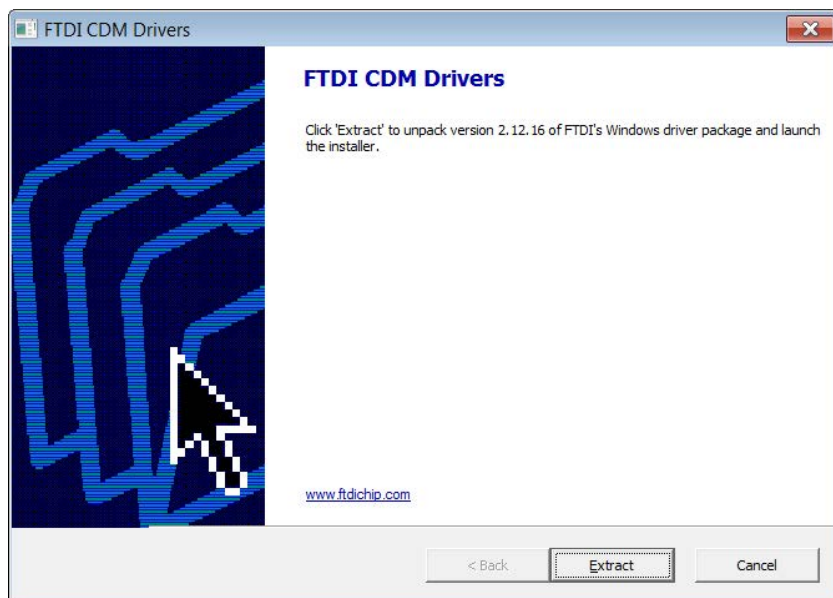 FTDI CDM Drivers
FTDI CDM Drivers
Click 'Extract' to unpack version 2.12.16 of FTDI's Windows driver package and launch
the installer.
www.ftdichip.com
< Back
Extract
Cancel